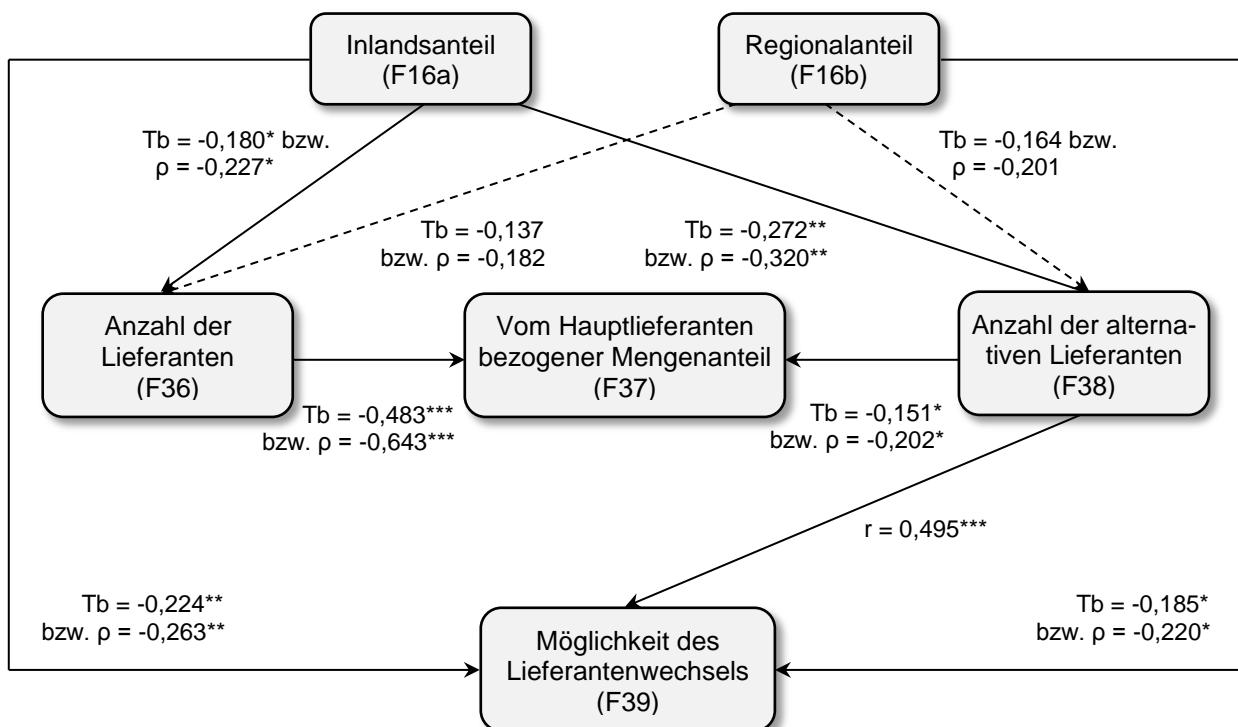 Inlandsanteil
(F16a)
Regionalanteil
(F16b)
Tb = -0,180* bzw.
ρ = -0,227*
Tb = -0,164 bzw.
ρ = -0,201
Tb = -0,137
bzw. ρ = -0,182
Tb = -0,272**
bzw. ρ = -0,320**
Anzahl der
Lieferanten
(F36)
Vom Hauptlieferanten
bezogener Mengenanteil
(F37)
Anzahl der alterna-
tiven Lieferanten
(F38)
Tb = -0,483***
bzw. ρ = -0,643***
Tb = -0,151*
bzw. ρ = -0,202*
r = 0,495***
Tb = -0,224**
bzw. ρ = -0,263**
Möglichkeit des
Lieferantenwechsels
(F39)
Tb = -0,185*
bzw. ρ = -0,220*